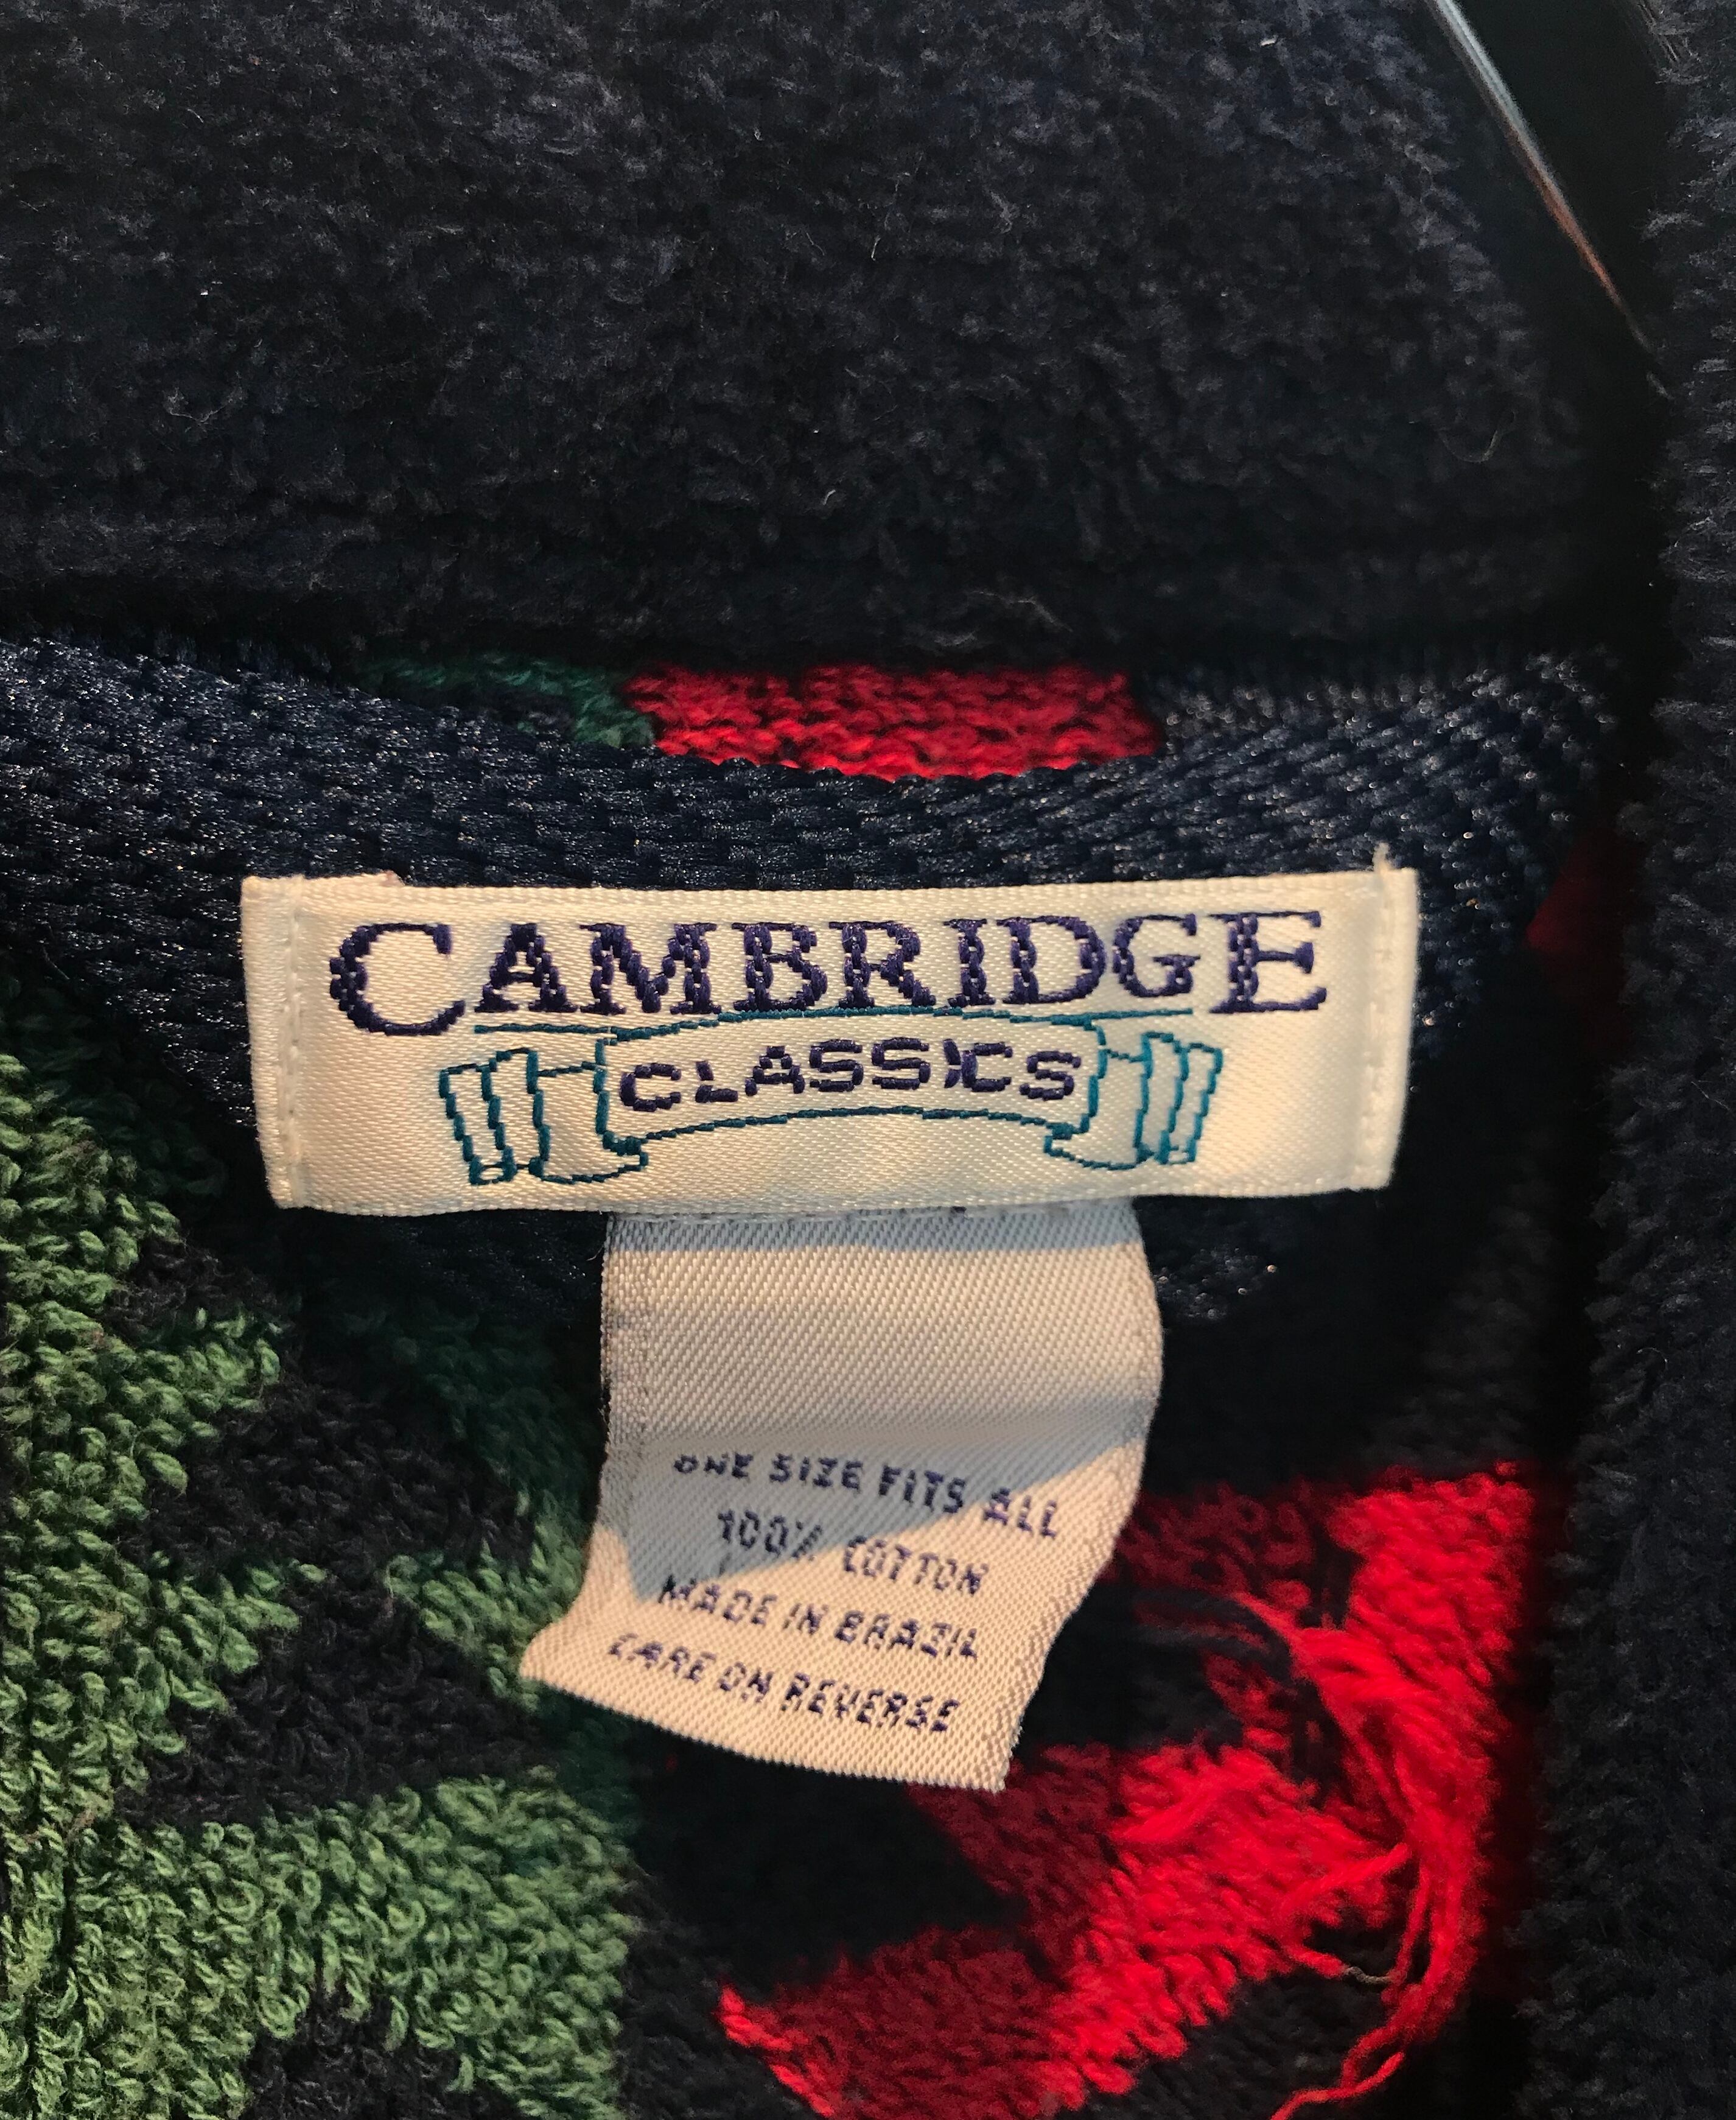 CAMBRIDGE
CLASSICS
ONE SIZE FITS ALL
100% COTTON
MADE IN BRAZIL
CARE ON REVERSE